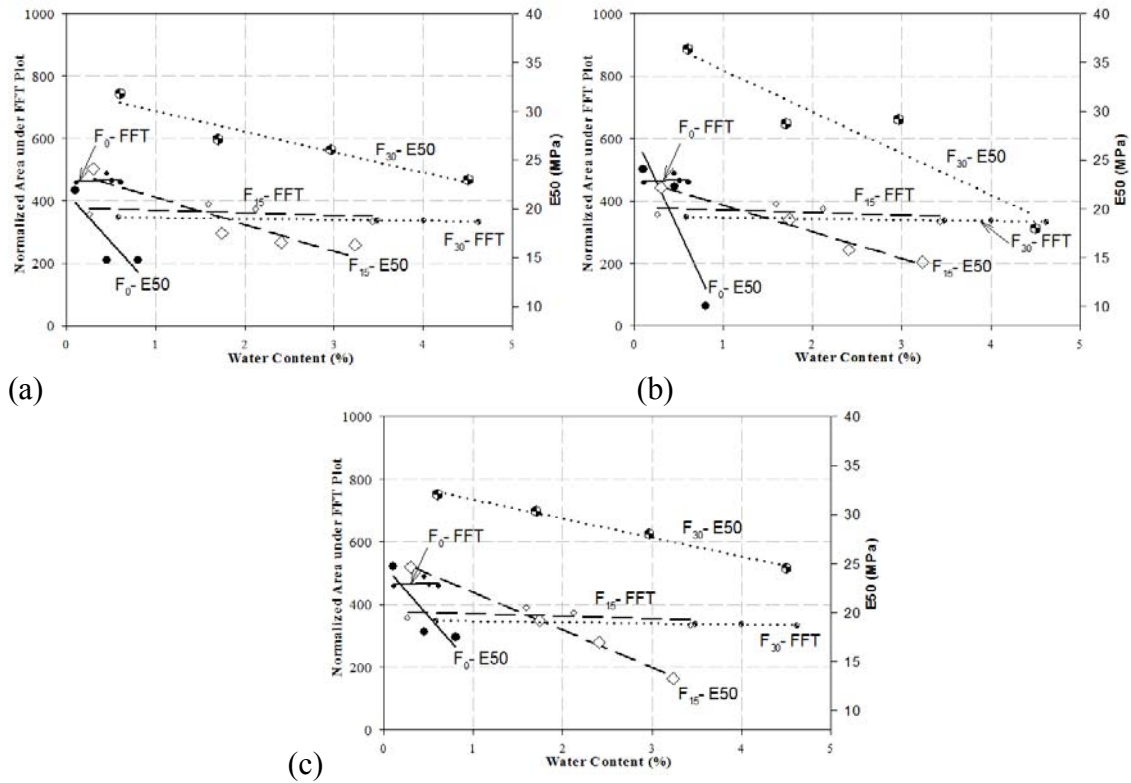 1000
800
600
400
200
0
Normalized Area under FFT Plot
F0- FFT
F30- E50
F15- FFT
F30- FFT
F0- E50
F15- E50
40
35
30
25
20
15
10
E50 (MPa)
0 1 2 3 4 5
Water Content (%)
(a)
1000
800
600
400
200
0
Normalized Area under FFT Plot
F0- FFT
F30- E50
F15- FFT
F30- FFT
F15- E50
F0- E50
40
35
30
25
20
15
10
E50 (MPa)
0 1 2 3 4 5
Water Content (%)
(b)
1000
800
600
400
200
0
Normalized Area under FFT Plot
F0- FFT
F30- E50
F15- FFT
F30- FFT
F0- E50
F15- E50
40
35
30
25
20
15
10
E50 (MPa)
0 1 2 3 4 5
Water Content (%)
(c)